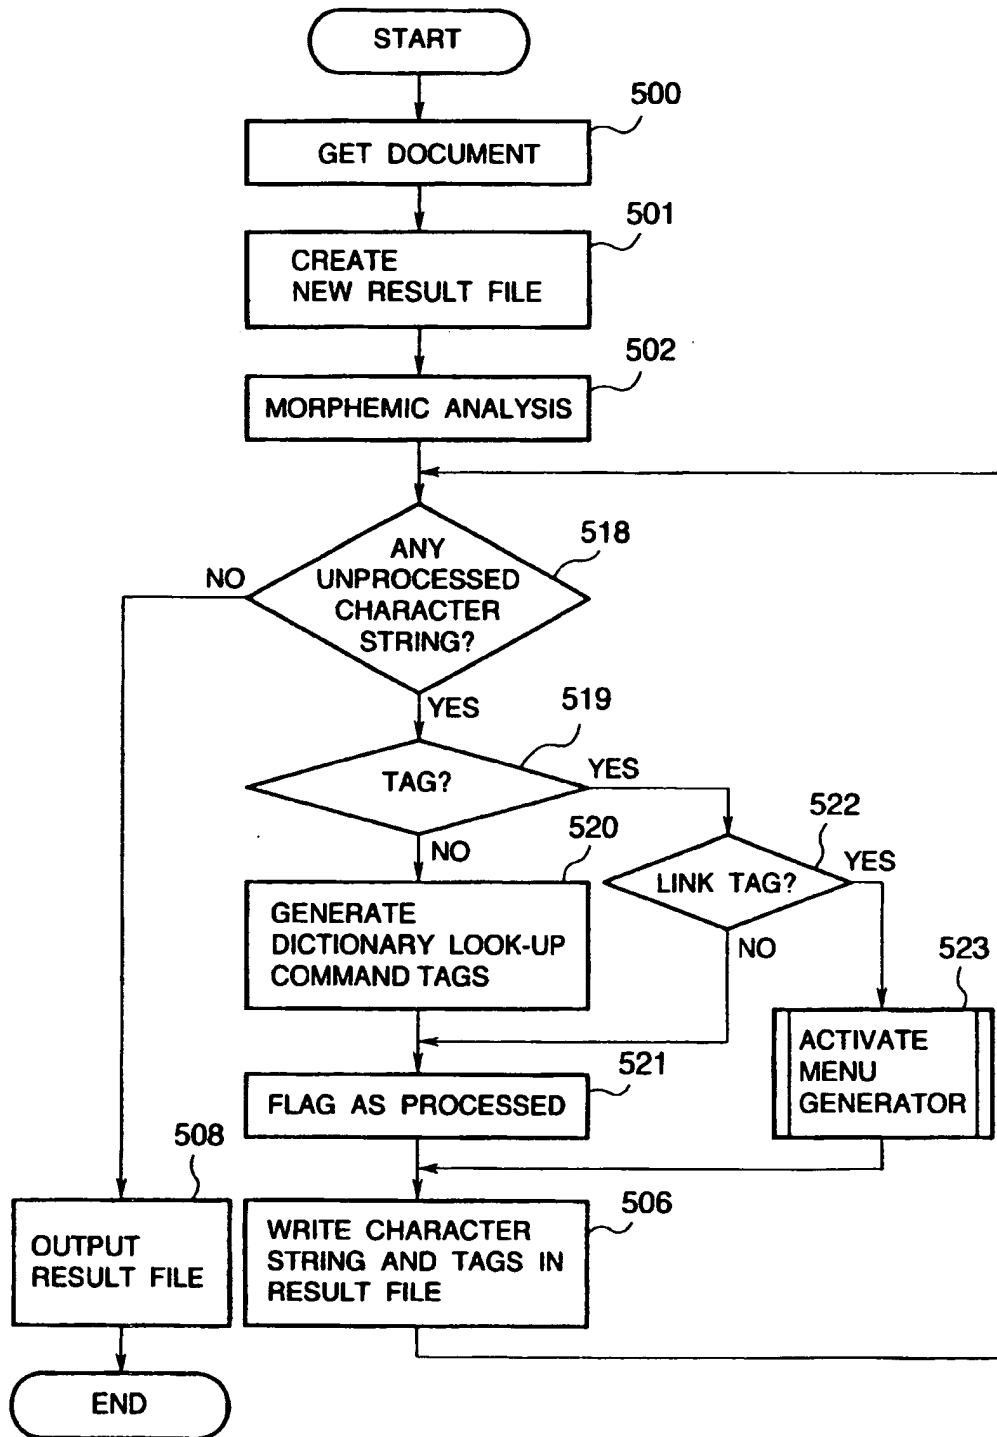 START
500
GET DOCUMENT
501
CREATE
NEW RESULT FILE
502
MORPHEMIC ANALYSIS
518
ANY
UNPROCESSED
CHARACTER
STRING?
NO
YES
519
TAG?
YES
NO
520
GENERATE
DICTIONARY LOOK-UP
COMMAND TAGS
522
LINK TAG?
YES
NO
523
ACTIVATE
MENU
GENERATOR
521
FLAG AS PROCESSED
508
OUTPUT
RESULT FILE
506
WRITE CHARACTER
STRING AND TAGS IN
RESULT FILE
END